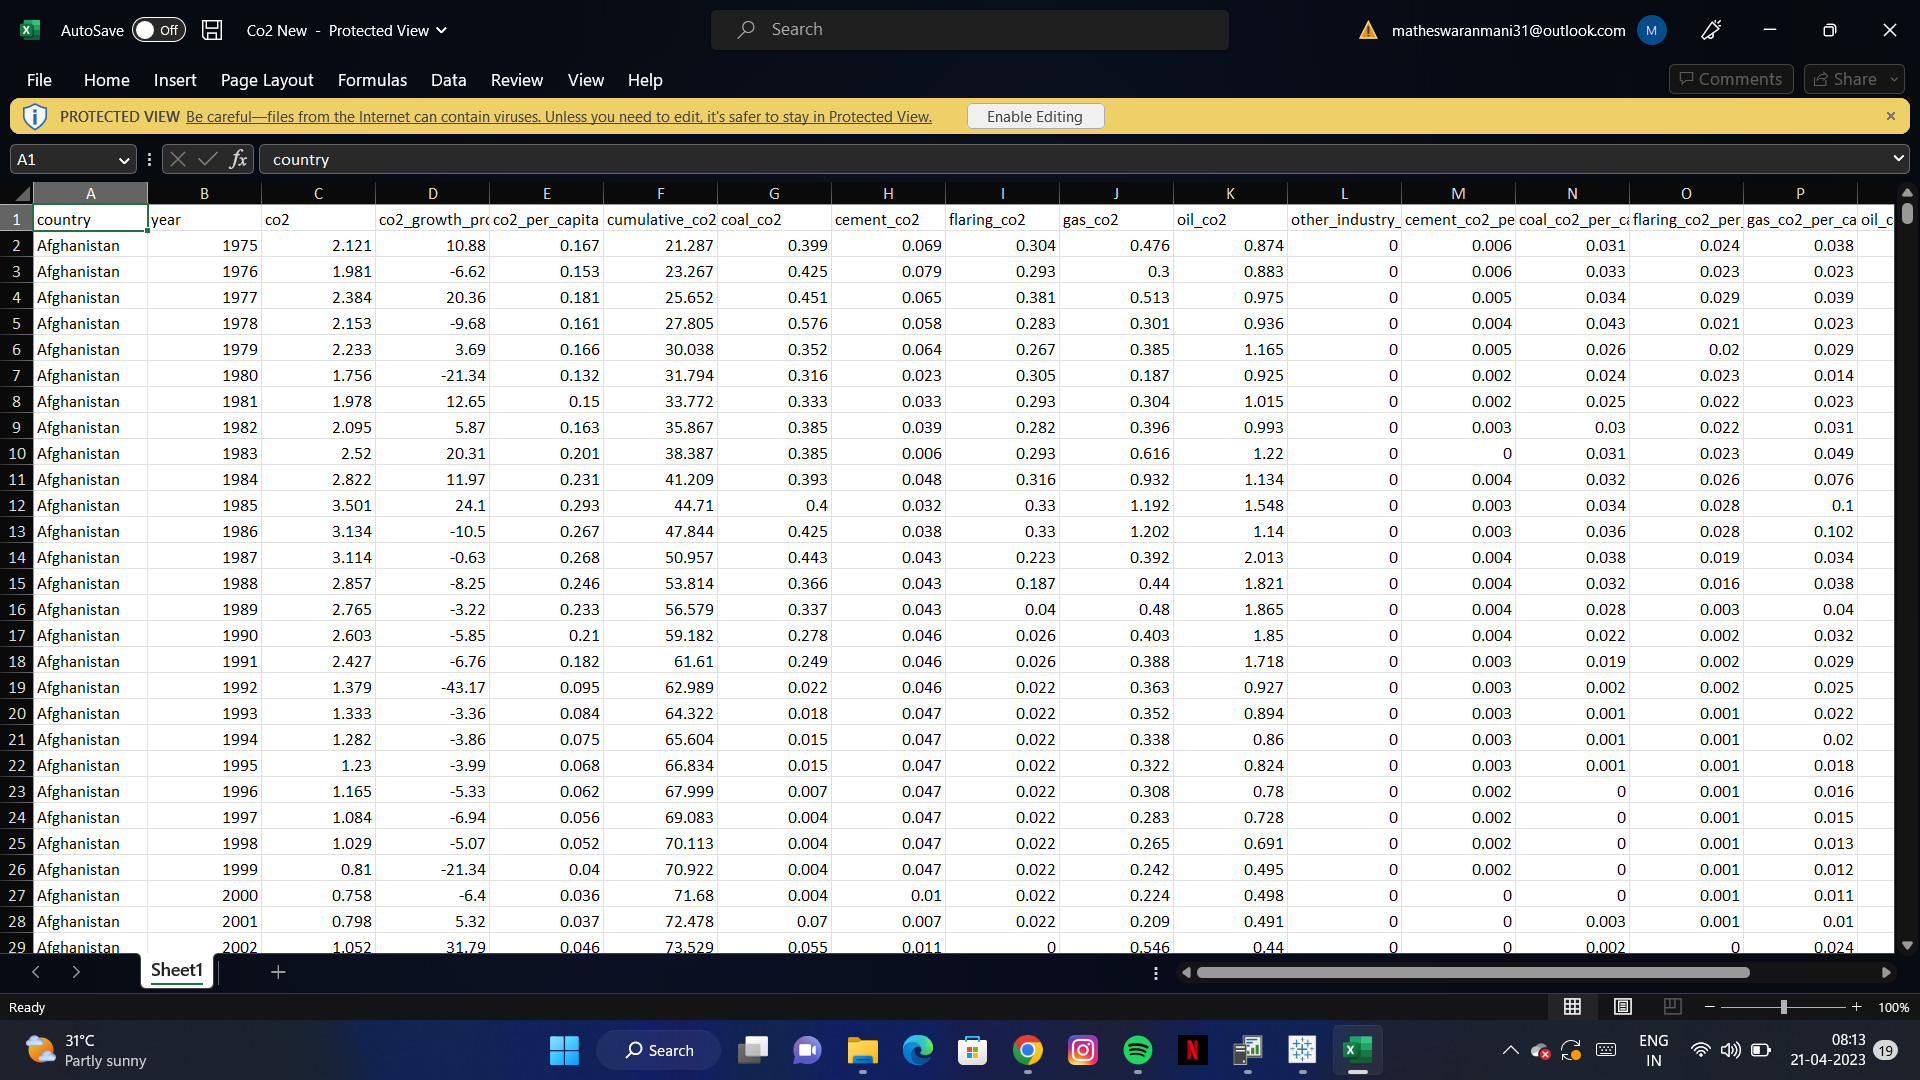 AutoSave Off Co2 New - Protected View Search matheswaranmani31@outlook.com M
File Home Insert Page Layout Formulas Data Review View Help Comments Share
PROTECTED VIEW Be careful—files from the Internet can contain viruses. Unless you need to edit, it's safer to stay in Protected View. Enable Editing
A1 fx country
A B C D E F G H I J K L M N O P
1 country year co2 co2_growth_pro co2_per_capita cumulative_co2 coal_co2 cement_co2 flaring_co2 gas_co2 oil_co2 other_industry_ cement_co2_pe coal_co2_per_ca flaring_co2_per_ gas_co2_per_ca oil_c
2 Afghanistan 1975 2.121 10.88 0.167 21.287 0.399 0.069 0.304 0.476 0.874 0 0.006 0.031 0.024 0.038
3 Afghanistan 1976 1.981 -6.62 0.153 23.267 0.425 0.079 0.293 0.3 0.883 0 0.006 0.033 0.023 0.023
4 Afghanistan 1977 2.384 20.36 0.181 25.652 0.451 0.065 0.381 0.513 0.975 0 0.005 0.034 0.029 0.039
5 Afghanistan 1978 2.153 -9.68 0.161 27.805 0.576 0.058 0.283 0.301 0.936 0 0.004 0.043 0.021 0.023
6 Afghanistan 1979 2.233 3.69 0.166 30.038 0.352 0.064 0.267 0.385 1.165 0 0.005 0.026 0.02 0.029
7 Afghanistan 1980 1.756 -21.34 0.132 31.794 0.316 0.023 0.305 0.187 0.925 0 0.002 0.024 0.023 0.014
8 Afghanistan 1981 1.978 12.65 0.15 33.772 0.333 0.033 0.293 0.304 1.015 0 0.002 0.025 0.022 0.023
9 Afghanistan 1982 2.095 5.87 0.163 35.867 0.385 0.039 0.282 0.396 0.993 0 0.003 0.03 0.022 0.031
10 Afghanistan 1983 2.52 20.31 0.201 38.387 0.385 0.006 0.293 0.616 1.22 0 0 0.031 0.023 0.049
11 Afghanistan 1984 2.822 11.97 0.231 41.209 0.393 0.048 0.316 0.932 1.134 0 0.004 0.032 0.026 0.076
12 Afghanistan 1985 3.501 24.1 0.293 44.71 0.4 0.032 0.33 1.192 1.548 0 0.003 0.034 0.028 0.1
13 Afghanistan 1986 3.134 -10.5 0.267 47.844 0.425 0.038 0.33 1.202 1.14 0 0.003 0.036 0.028 0.102
14 Afghanistan 1987 3.114 -0.63 0.268 50.957 0.443 0.043 0.223 0.392 2.013 0 0.004 0.038 0.019 0.034
15 Afghanistan 1988 2.857 -8.25 0.246 53.814 0.366 0.043 0.187 0.44 1.821 0 0.004 0.032 0.016 0.038
16 Afghanistan 1989 2.765 -3.22 0.233 56.579 0.337 0.043 0.04 0.48 1.865 0 0.004 0.028 0.003 0.04
17 Afghanistan 1990 2.603 -5.85 0.21 59.182 0.278 0.046 0.026 0.403 1.85 0 0.004 0.022 0.002 0.032
18 Afghanistan 1991 2.427 -6.76 0.182 61.61 0.249 0.046 0.026 0.388 1.718 0 0.003 0.019 0.002 0.029
19 Afghanistan 1992 1.379 -43.17 0.095 62.989 0.022 0.046 0.022 0.363 0.927 0 0.003 0.002 0.002 0.025
20 Afghanistan 1993 1.333 -3.36 0.084 64.322 0.018 0.047 0.022 0.352 0.894 0 0.003 0.001 0.001 0.022
21 Afghanistan 1994 1.282 -3.86 0.075 65.604 0.015 0.047 0.022 0.338 0.86 0 0.003 0.001 0.001 0.02
22 Afghanistan 1995 1.23 -3.99 0.068 66.834 0.015 0.047 0.022 0.322 0.824 0 0.003 0.001 0.001 0.018
23 Afghanistan 1996 1.165 -5.33 0.062 67.999 0.007 0.047 0.022 0.308 0.78 0 0.002 0 0.001 0.016
24 Afghanistan 1997 1.084 -6.94 0.056 69.083 0.004 0.047 0.022 0.283 0.728 0 0.002 0 0.001 0.015
25 Afghanistan 1998 1.029 -5.07 0.052 70.113 0.004 0.047 0.022 0.265 0.691 0 0.002 0 0.001 0.013
26 Afghanistan 1999 0.81 -21.34 0.04 70.922 0.004 0.047 0.022 0.242 0.495 0 0.002 0 0.001 0.012
27 Afghanistan 2000 0.758 -6.4 0.036 71.68 0.004 0.01 0.022 0.224 0.498 0 0 0 0.001 0.011
28 Afghanistan 2001 0.798 5.32 0.037 72.478 0.07 0.007 0.022 0.209 0.491 0 0 0.003 0.001 0.01
29 Afghanistan 2002 1.052 31.79 0.046 73.529 0.055 0.011 0 0.546 0.44 0 0 0.002 0 0.024
Sheet1
Ready 100%
31°C
Partly sunny
Search
ENG
IN
08:13
21-04-2023 19